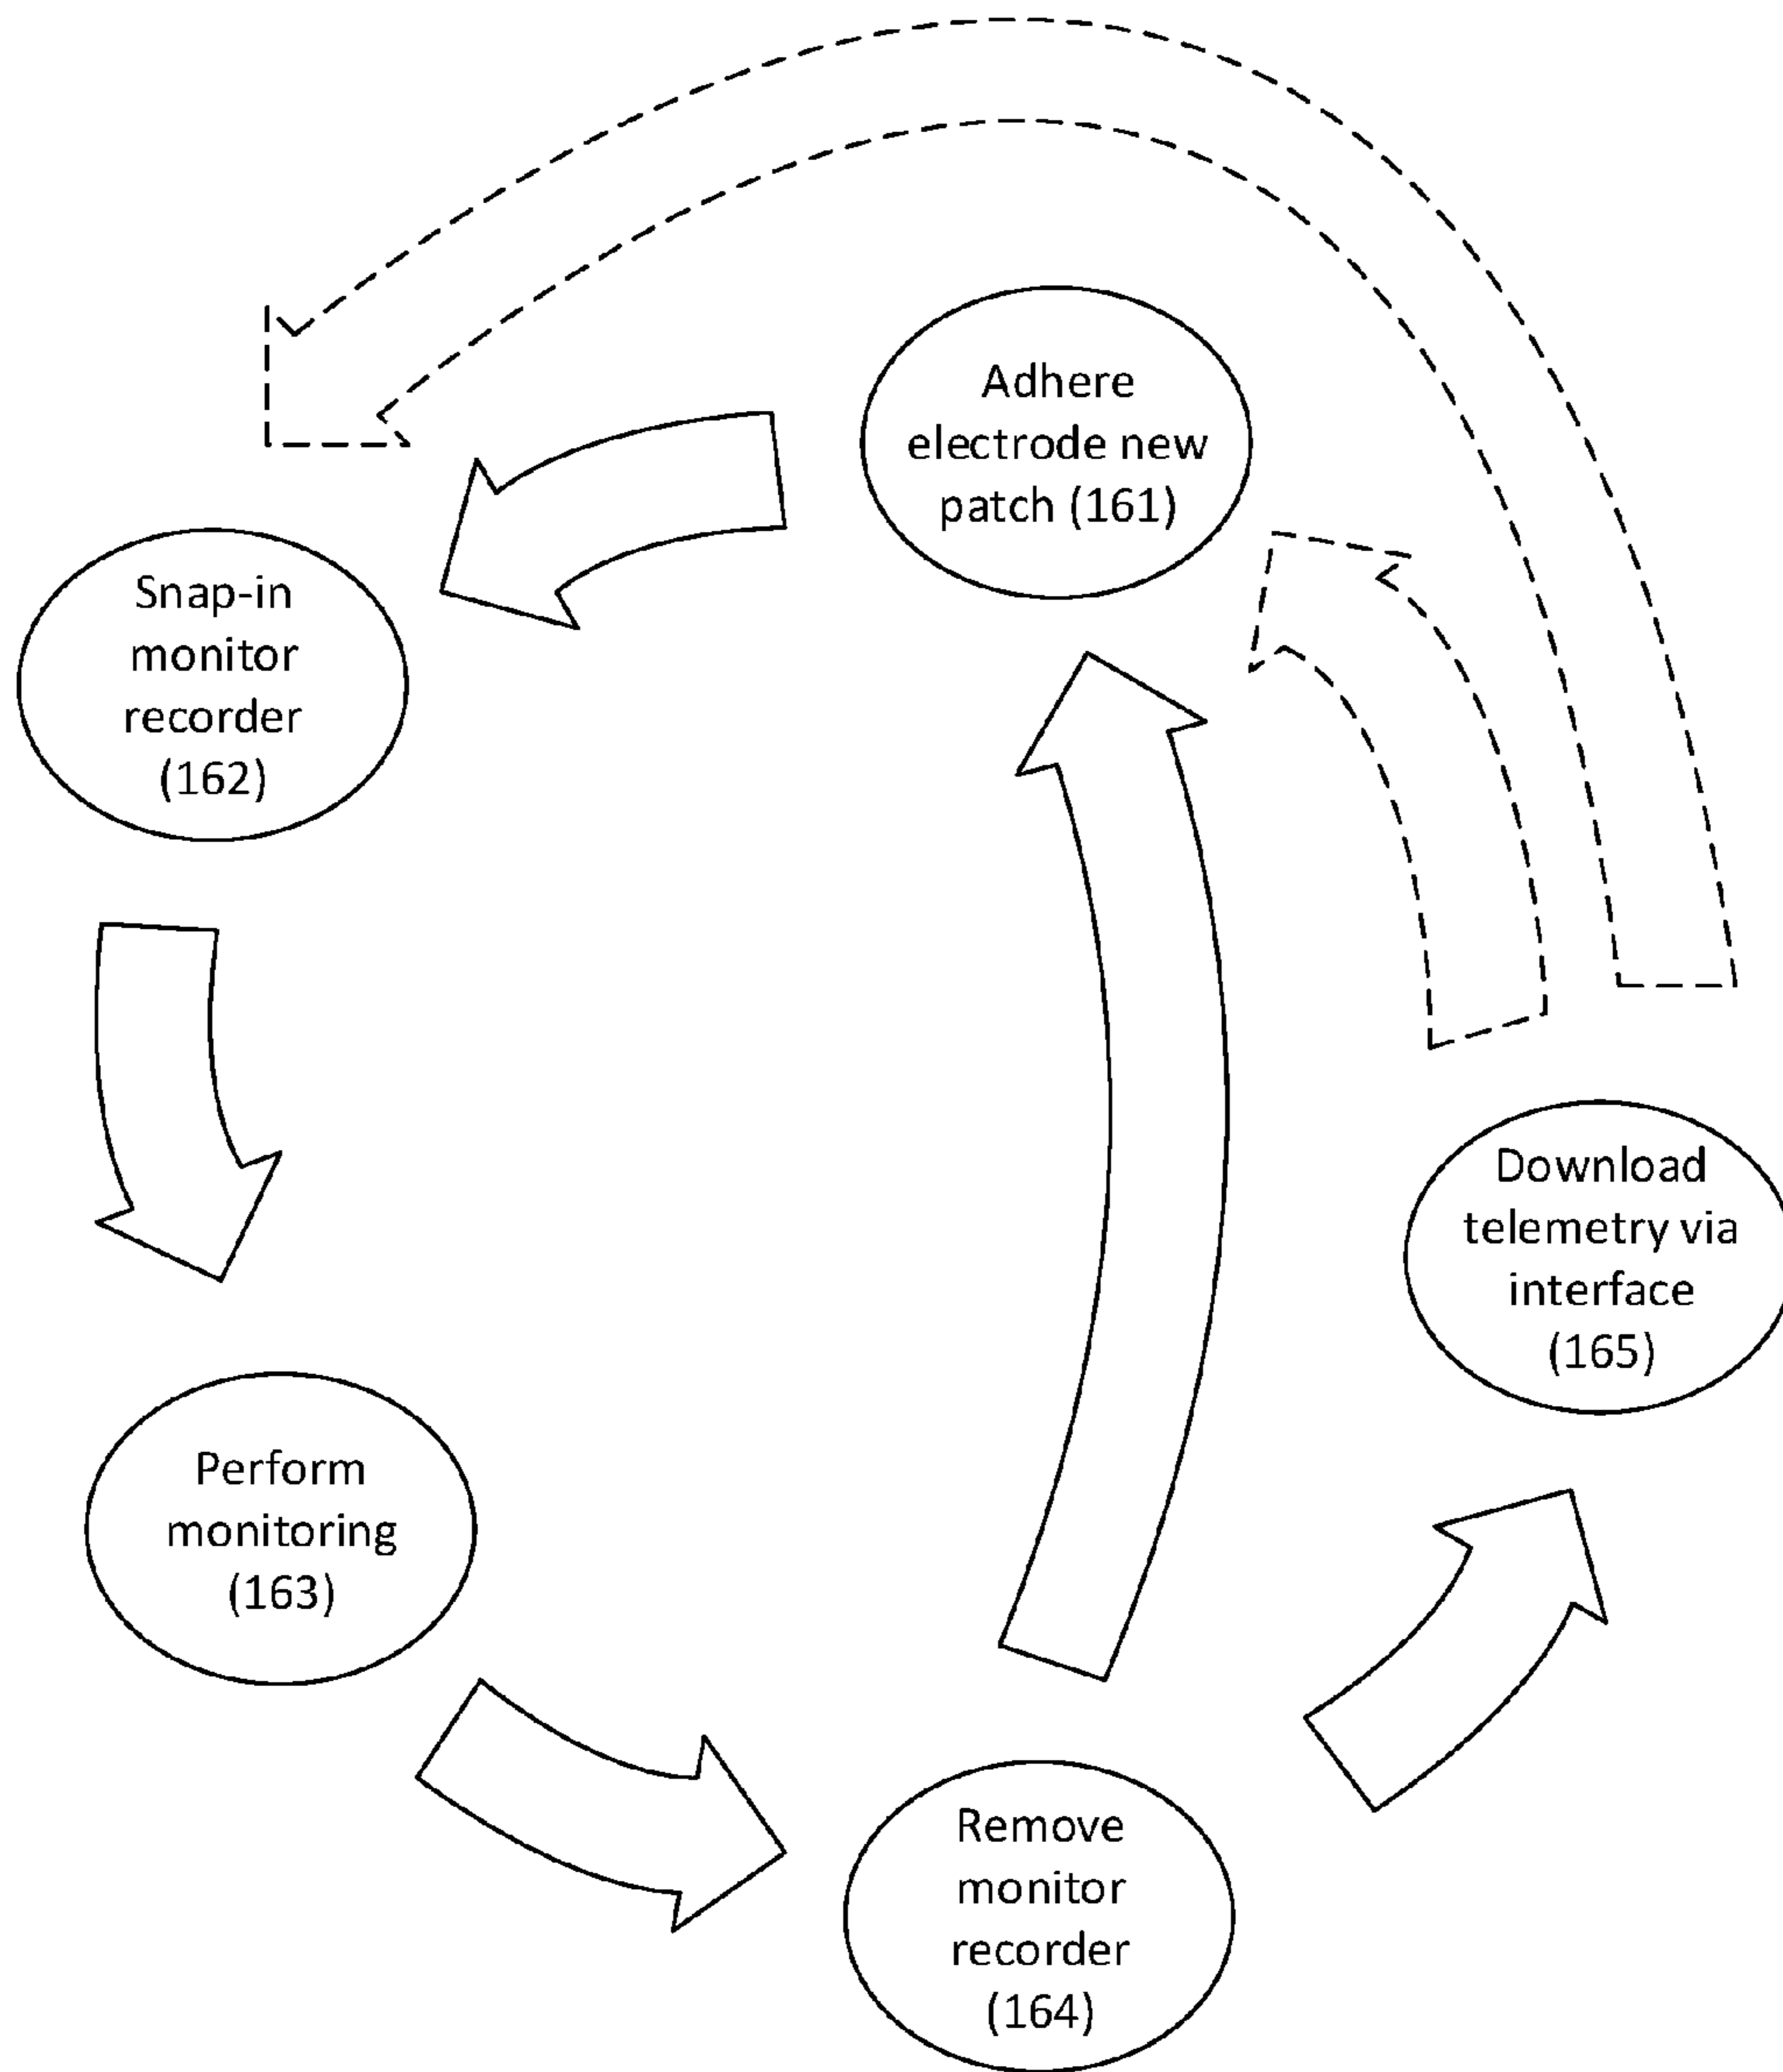 Adhere
electrode new
patch (161)
Snap-in
monitor
recorder
(162)
Perform
monitoring
(163)
Remove
monitor
recorder
(164)
Download
telemetry via
interface
(165)